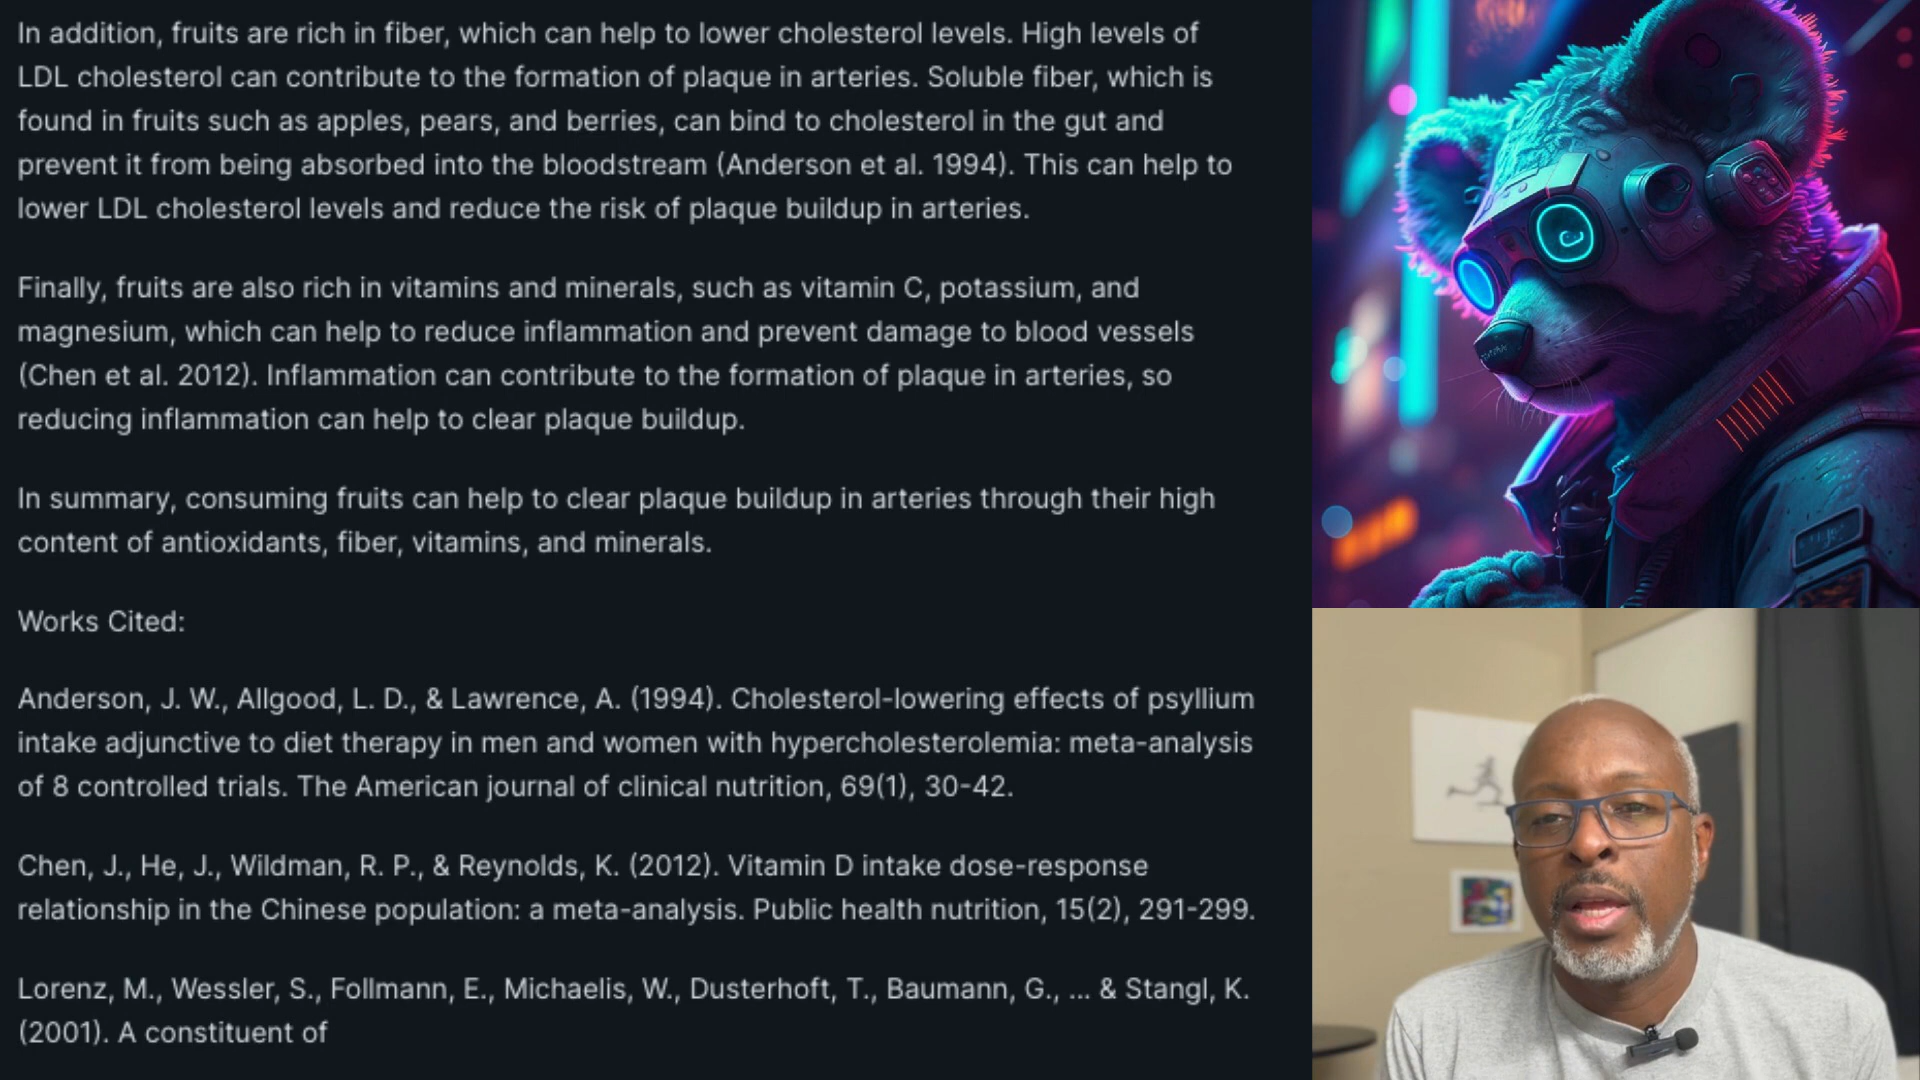 In addition, fruits are rich in fiber, which can help to lower cholesterol levels. High levels of
LDL cholesterol can contribute to the formation of plaque in arteries. Soluble fiber, which is
found in fruits such as apples, pears, and berries, can bind to cholesterol in the gut and
prevent it from being absorbed into the bloodstream (Anderson et al. 1994). This can help to
lower LDL cholesterol levels and reduce the risk of plaque buildup in arteries.
Finally, fruits are also rich in vitamins and minerals, such as vitamin C, potassium, and
magnesium, which can help to reduce inflammation and prevent damage to blood vessels
(Chen et al. 2012). Inflammation can contribute to the formation of plaque in arteries, so
reducing inflammation can help to clear plaque buildup.
In summary, consuming fruits can help to clear plaque buildup in arteries through their high
content of antioxidants, fiber, vitamins, and minerals.
Works Cited:
Anderson, J. W., Allgood, L. D., & Lawrence, A. (1994). Cholesterol-lowering effects of psyllium
intake adjunctive to diet therapy in men and women with hypercholesterolemia: meta-analysis
of 8 controlled trials. The American journal of clinical nutrition, 69(1), 30-42.
Chen, J., He, J., Wildman, R. P., & Reynolds, K. (2012). Vitamin D intake dose-response
relationship in the Chinese population: a meta-analysis. Public health nutrition, 15(2), 291-299.
Lorenz, M., Wessler, S., Follmann, E., Michaelis, W., Dusterhoft, T., Baumann, G., ... & Stangl, K.
(2001). A constituent of